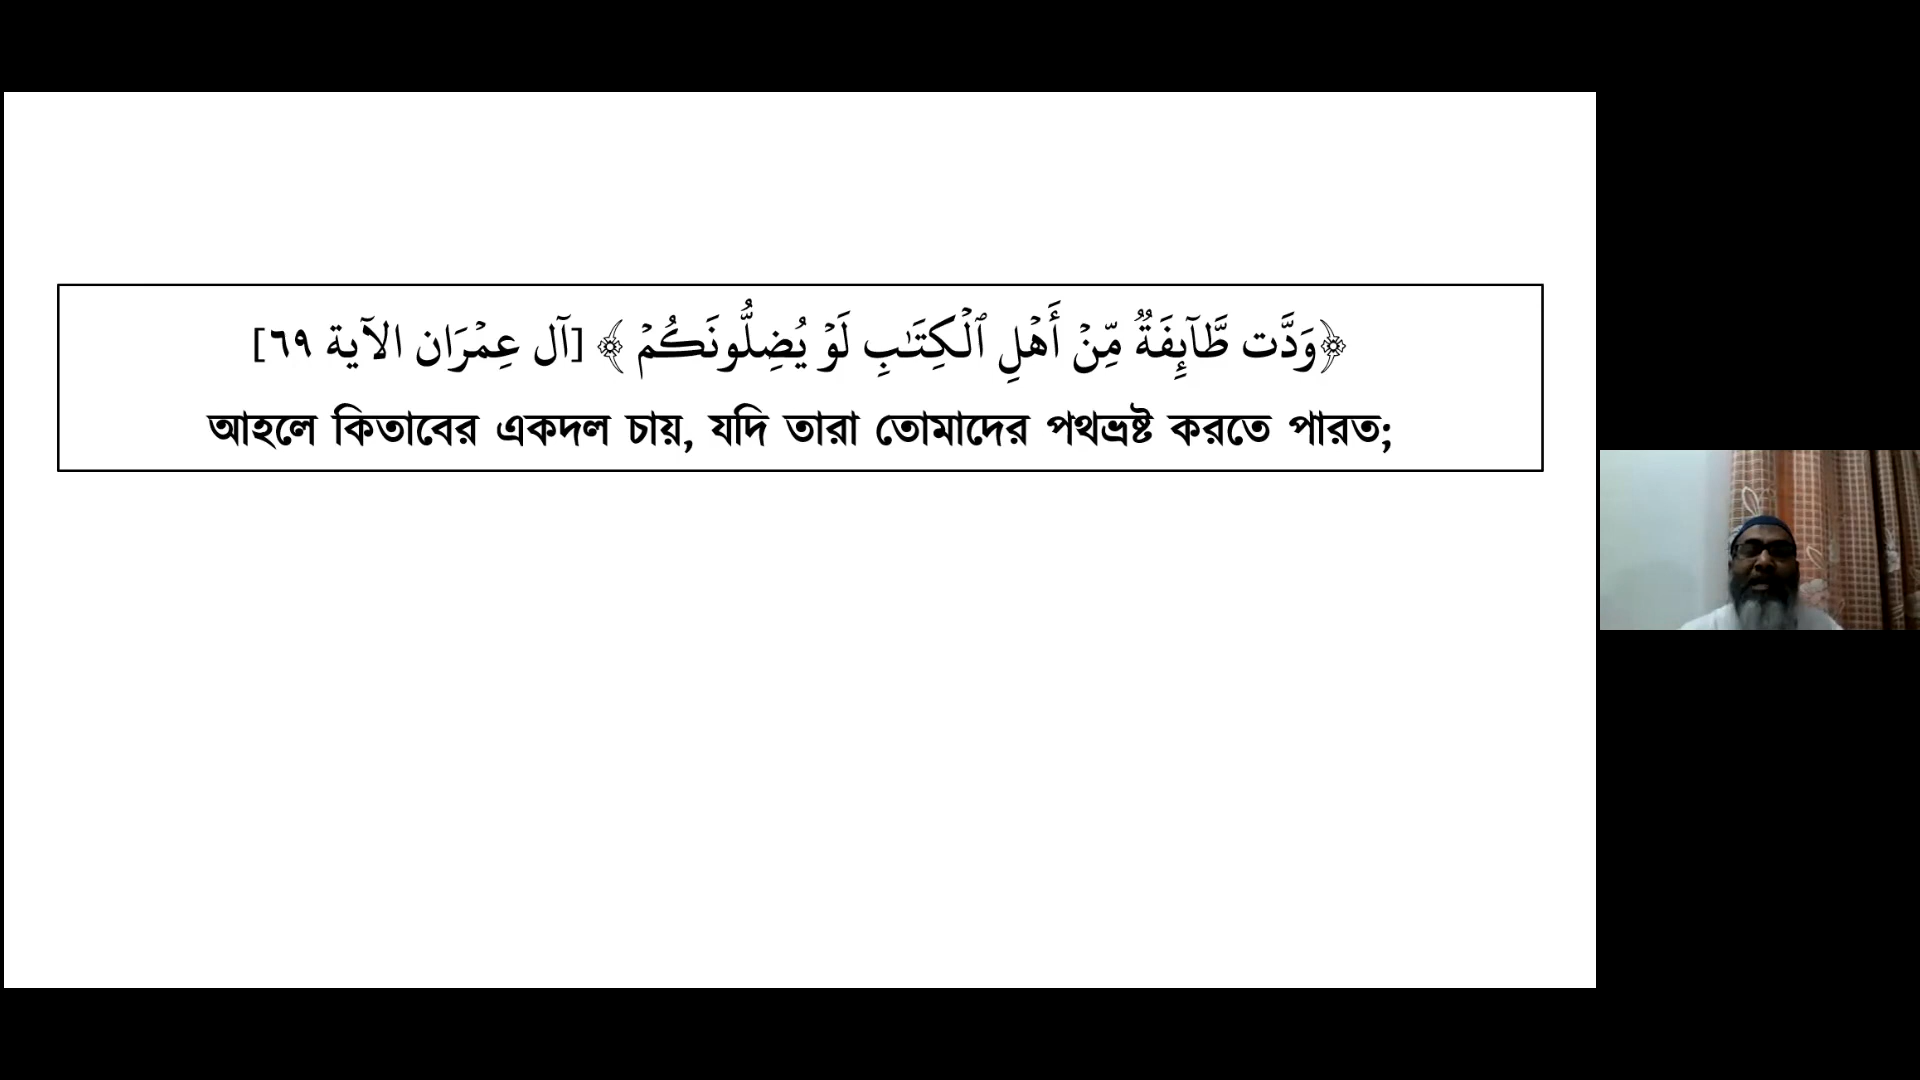 ﴿وَدَّت طَّآئِفَةٌ مِّنْ أَهْلِ ٱلْكِتَـٰبِ لَوْ يُضِلُّونَكُمْ ﴾ [آل عِمْرَان الآية ٦٩]
আহলে কিতাবের একদল চায়, যদি তারা তোমাদের পথভ্রষ্ট করতে পারত;